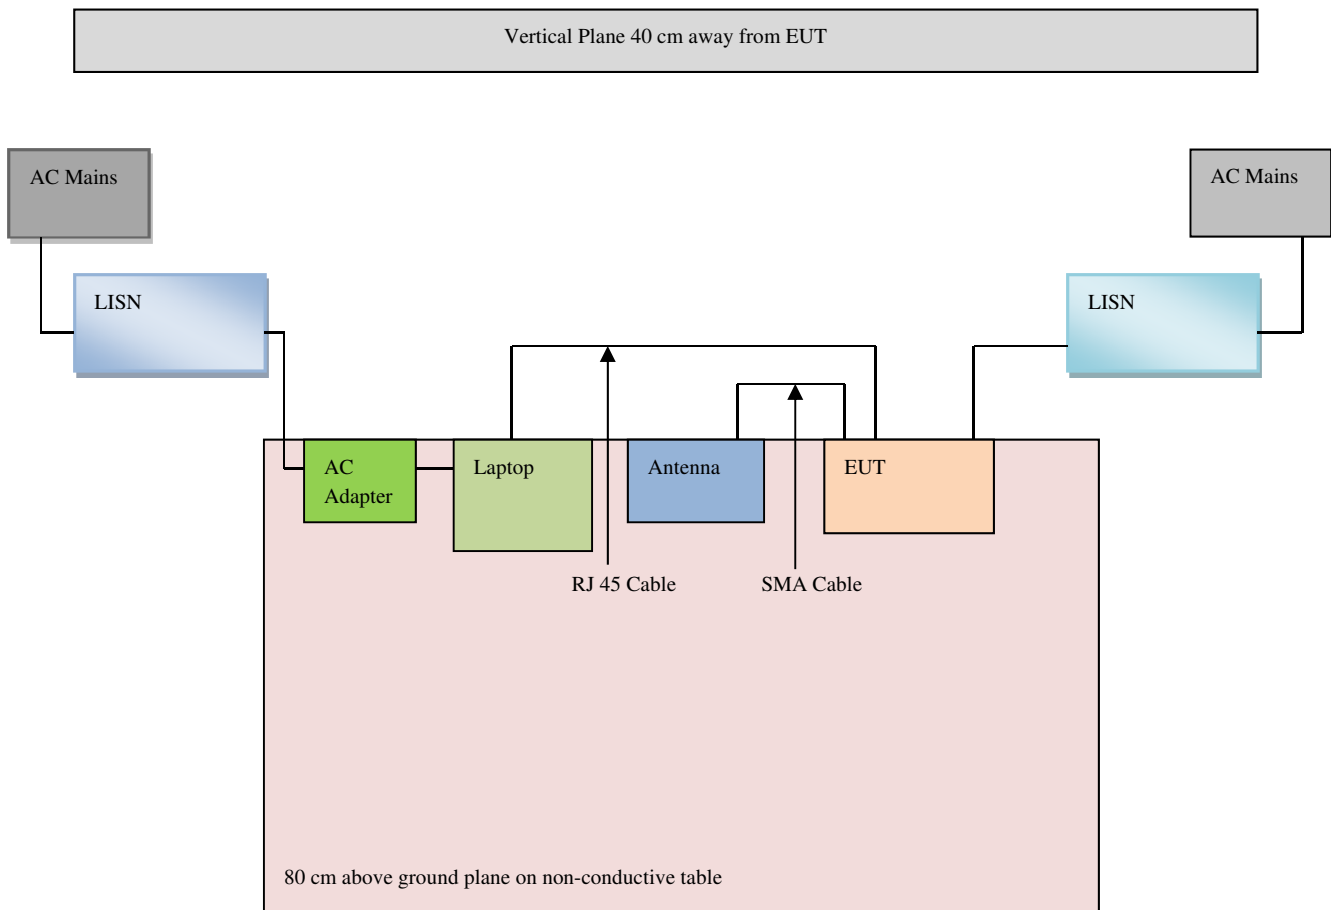 Vertical Plane 40 cm away from EUT
AC Mains
AC Mains
LISN
LISN
AC
Adapter
Laptop
Antenna
EUT
RJ 45 Cable
SMA Cable
80 cm above ground plane on non-conductive table